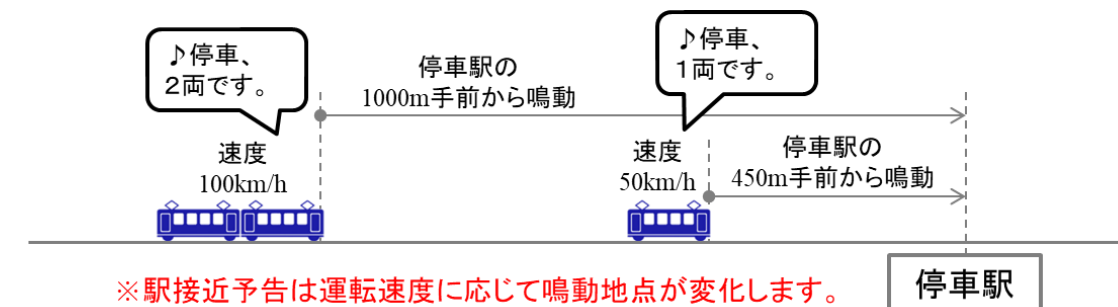 ♪停車、
２両です。
停車駅の
1000m手前から鳴動
♪停車、
１両です。
速度
100km/h
速度
50km/h
停車駅の
450m手前から鳴動
※駅接近予告は運転速度に応じて鳴動地点が変化します。
停車駅